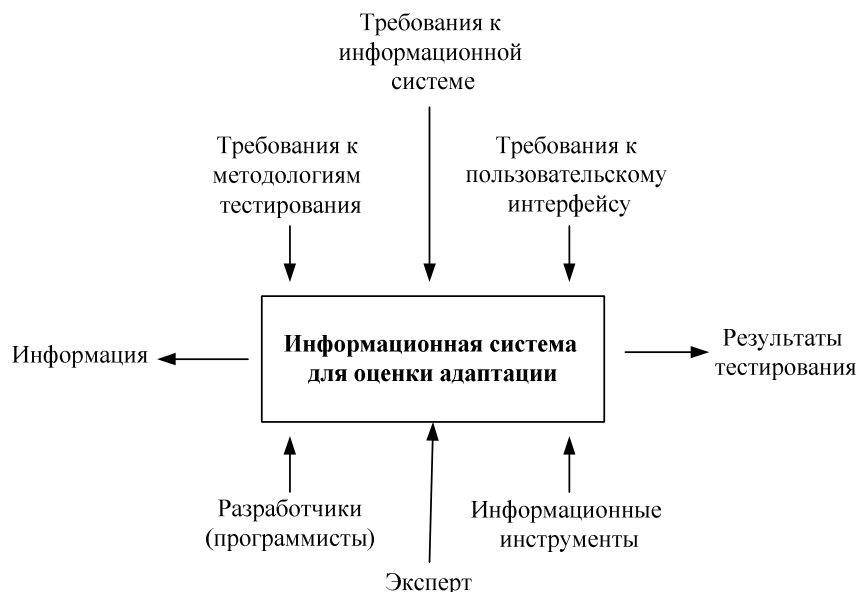 Требования к
информационной
системе
Требования к
методологиям
тестирования
Требования к
пользовательскому
интерфейсу
Информация
Информационная система
для оценки адаптации
Результаты
тестирования
Разработчики
(программисты)
Информационные
инструменты
Эксперт